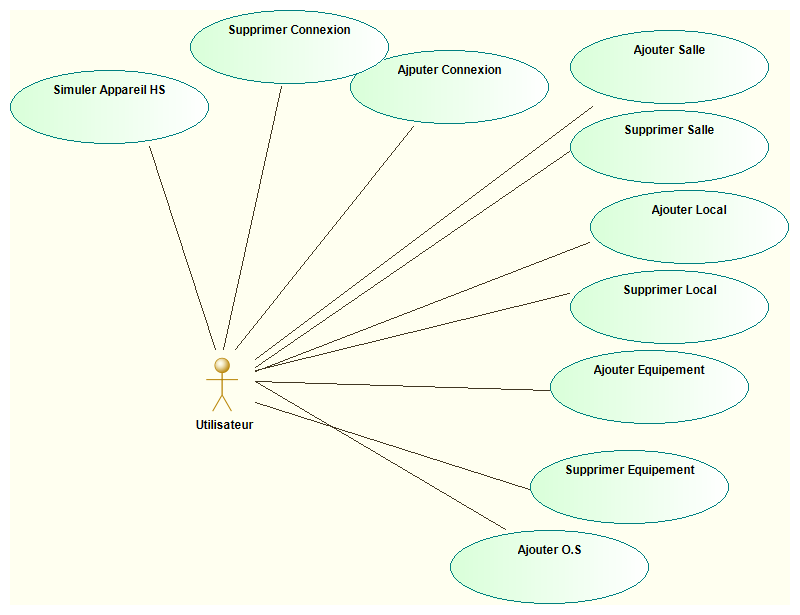 Supprimer Connexion
Ajouter Salle
Ajputer Connexion
Simuler Appareil HS
Supprimer Salle
Ajouter Local
Supprimer Local
Ajouter Equipement
Utilisateur
Supprimer Equipement
Ajouter O.S